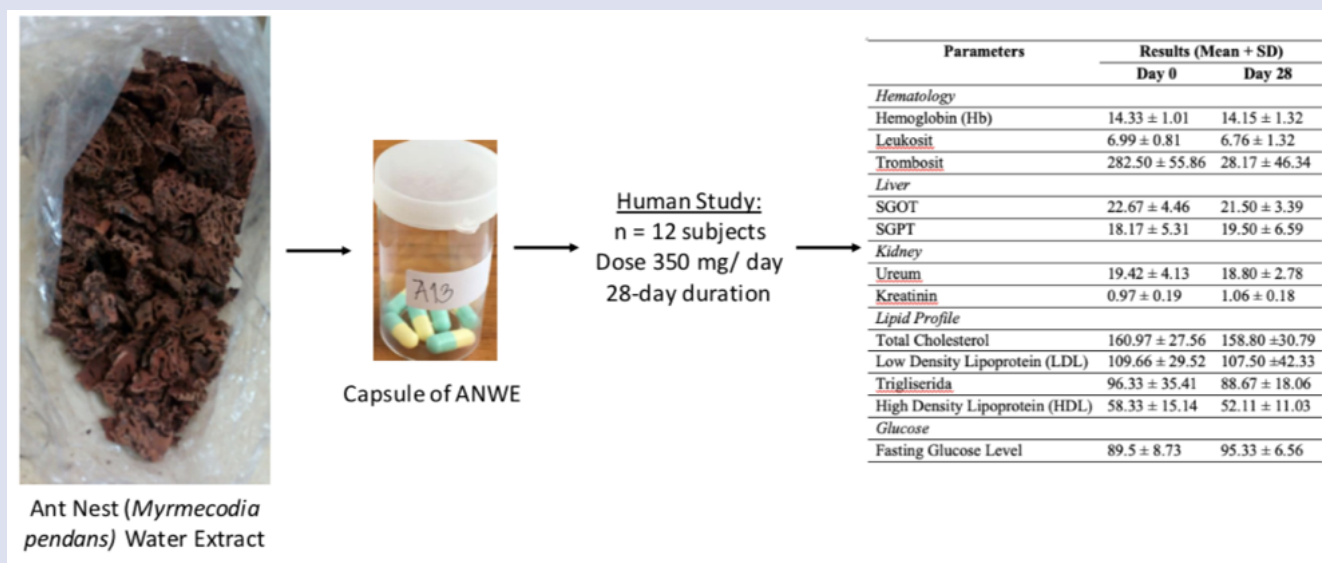 Ant Nest (Myrmecodia
pendans) Water Extract
A13
Capsule of ANWE
Human Study:
n = 12 subjects
Dose 350 mg/ day
28-day duration
Parameters Results (Mean + SD)
Day 0 Day 28
Hematology
Hemoglobin (Hb) 14.33 ± 1.01 14.15 ± 1.32
Leukosit 6.99 ± 0.81 6.76 ± 1.32
Trombosit 282.50 ± 55.86 28.17 ± 46.34
Liver
SGOT 22.67 ± 4.46 21.50 ± 3.39
SGPT 18.17 ± 5.31 19.50 ± 6.59
Kidney
Ureum 19.42 ± 4.13 18.80 ± 2.78
Kreatinin 0.97 ± 0.19 1.06 ± 0.18
Lipid Profile
Total Cholesterol 160.97 ± 27.56 158.80 ±30.79
Low Density Lipoprotein (LDL) 109.66 ± 29.52 107.50 ±42.33
Trigliserida 96.33 ± 35.41 88.67 ± 18.06
High Density Lipoprotein (HDL) 58.33 ± 15.14 52.11 ± 11.03
Glucose
Fasting Glucose Level 89.5 ± 8.73 95.33 ± 6.56